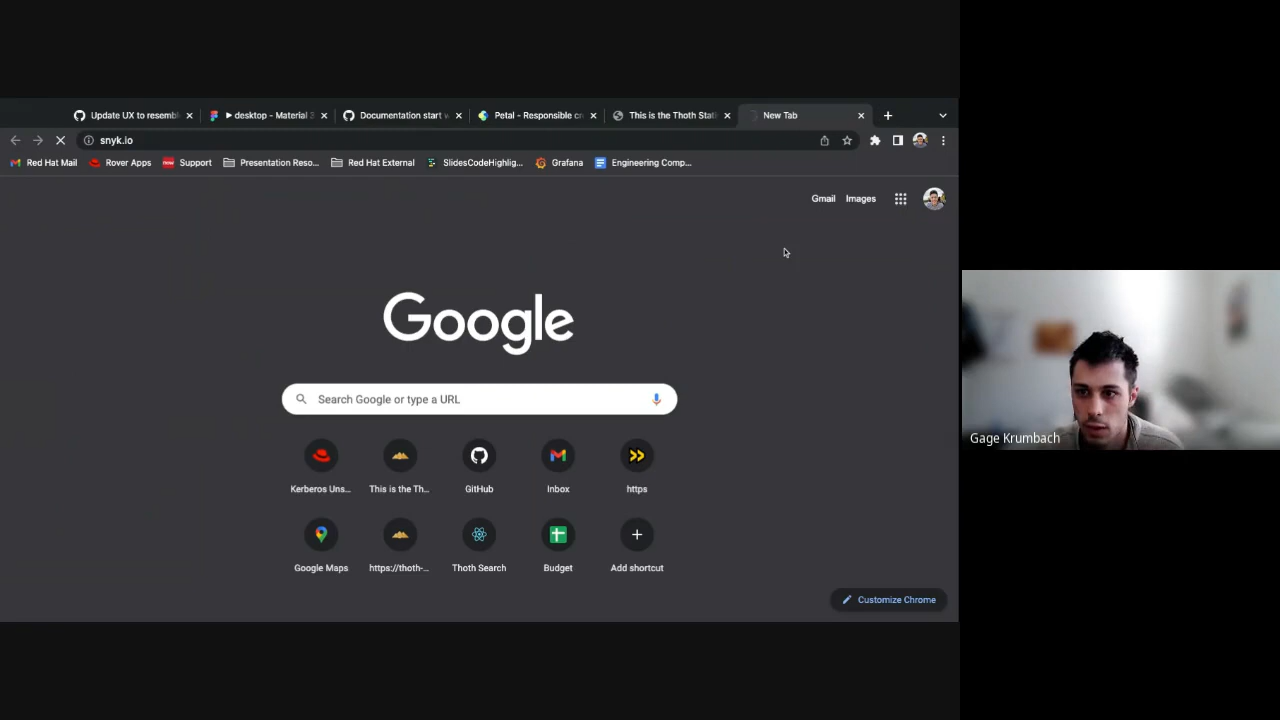 Update UX to resembl
desktop - Material 3
Documentation start w
Petal - Responsible cr
This is the Thoth Stat
New Tab
snyk.io
Red Hat Mail
Rover Apps
Support
Presentation Reso...
Red Hat External
SlidesCodeHighlig...
Grafana
Engineering Comp...
Gmail
Images
Google
Search Google or type a URL
Kerberos Uns...
This is the Th...
GitHub
Inbox
https
Google Maps
https://thoth-...
Thoth Search
Budget
Add shortcut
Customize Chrome
Gage Krumbach